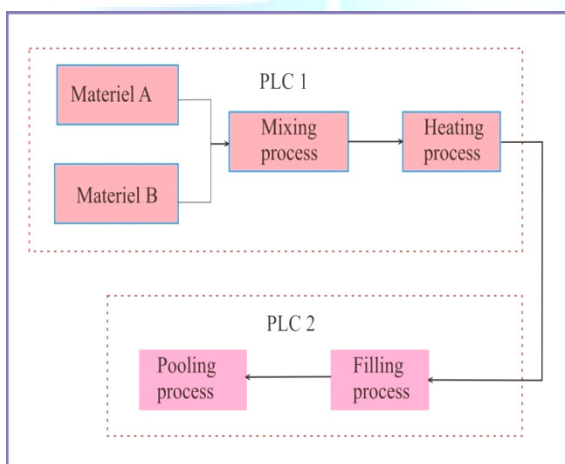 PLC 1
Materiel A
Materiel B
Mixing
process
Heating
process
PLC 2
Pooling
process
Filling
process